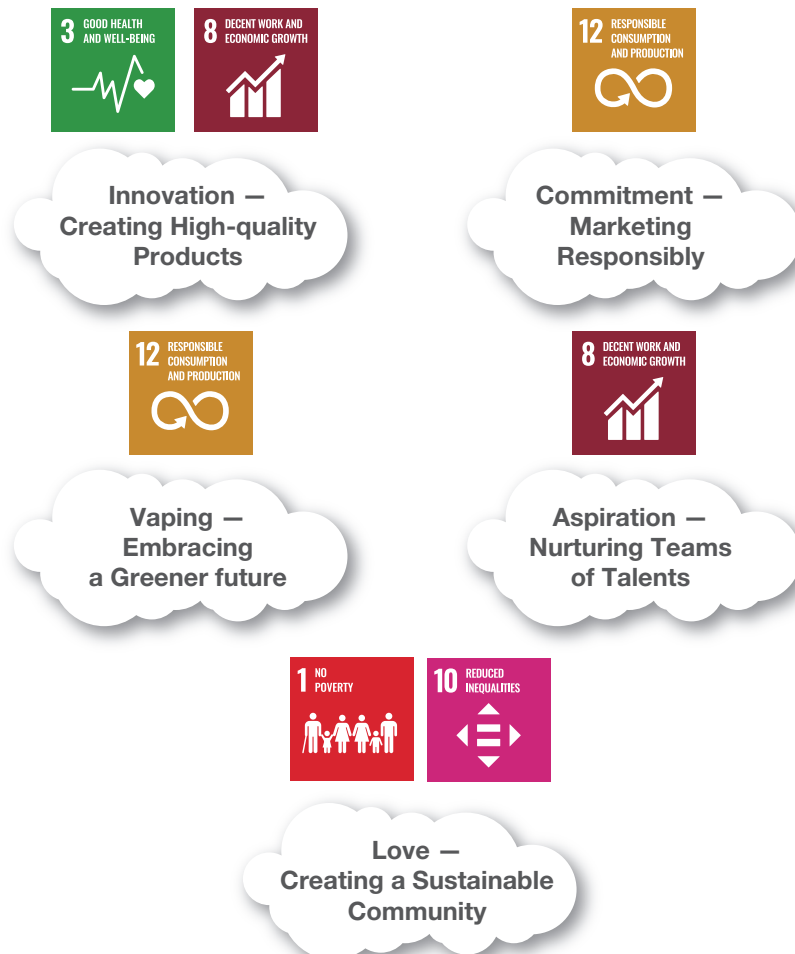 3 GOOD HEALTH
AND WELL-BEING
8 DECENT WORK AND
ECONOMIC GROWTH
Innovation —
Creating High-quality
Products
12 RESPONSIBLE
CONSUMPTION
AND PRODUCTION
Commitment —
Marketing
Responsibly
12 RESPONSIBLE
CONSUMPTION
AND PRODUCTION
Vaping —
Embracing
a Greener future
8 DECENT WORK AND
ECONOMIC GROWTH
Aspiration —
Nurturing Teams
of Talents
1 NO
POVERTY
10 REDUCED
INEQUALITIES
Love —
Creating a Sustainable
Community